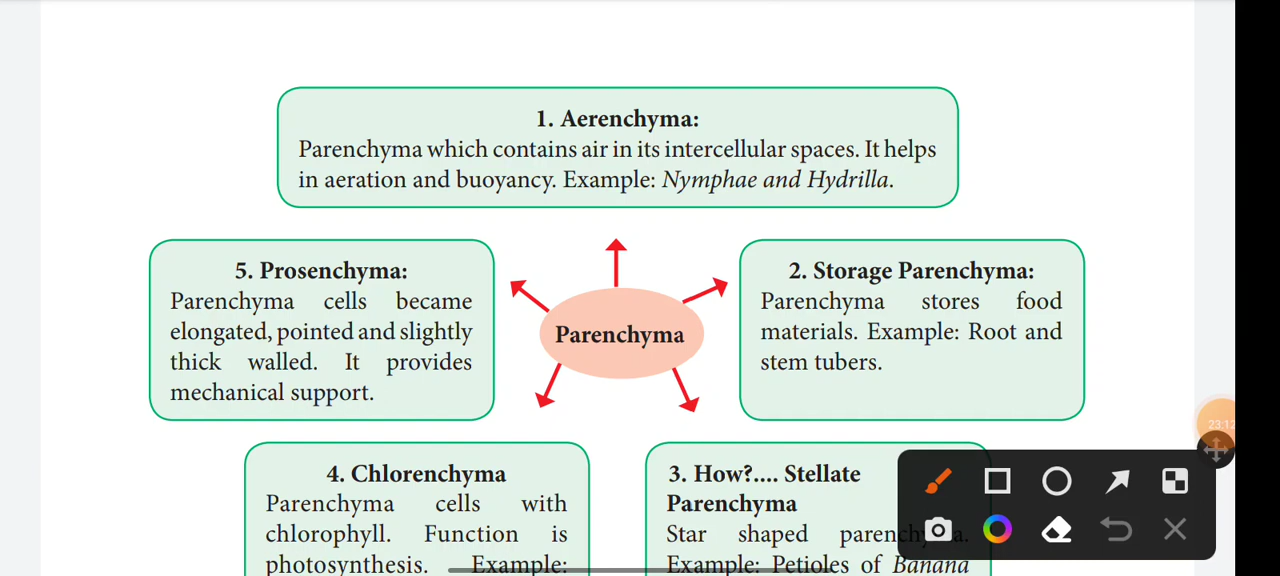 1. Aerenchyma:
Parenchyma which contains air in its intercellular spaces. It helps
in aeration and buoyancy. Example: Nymphae and Hydrilla.
5. Prosenchyma:
Parenchyma cells became
elongated, pointed and slightly
thick walled. It provides
mechanical support.
Parenchyma
2. Storage Parenchyma:
Parenchyma stores food
materials. Example: Root and
stem tubers.
4. Chlorenchyma
Parenchyma cells with
chlorophyll. Function is
photosynthesis. Example:
3. How?.... Stellate
Parenchyma
Star shaped parenchyma.
Example: Petioles of Banana
23:12